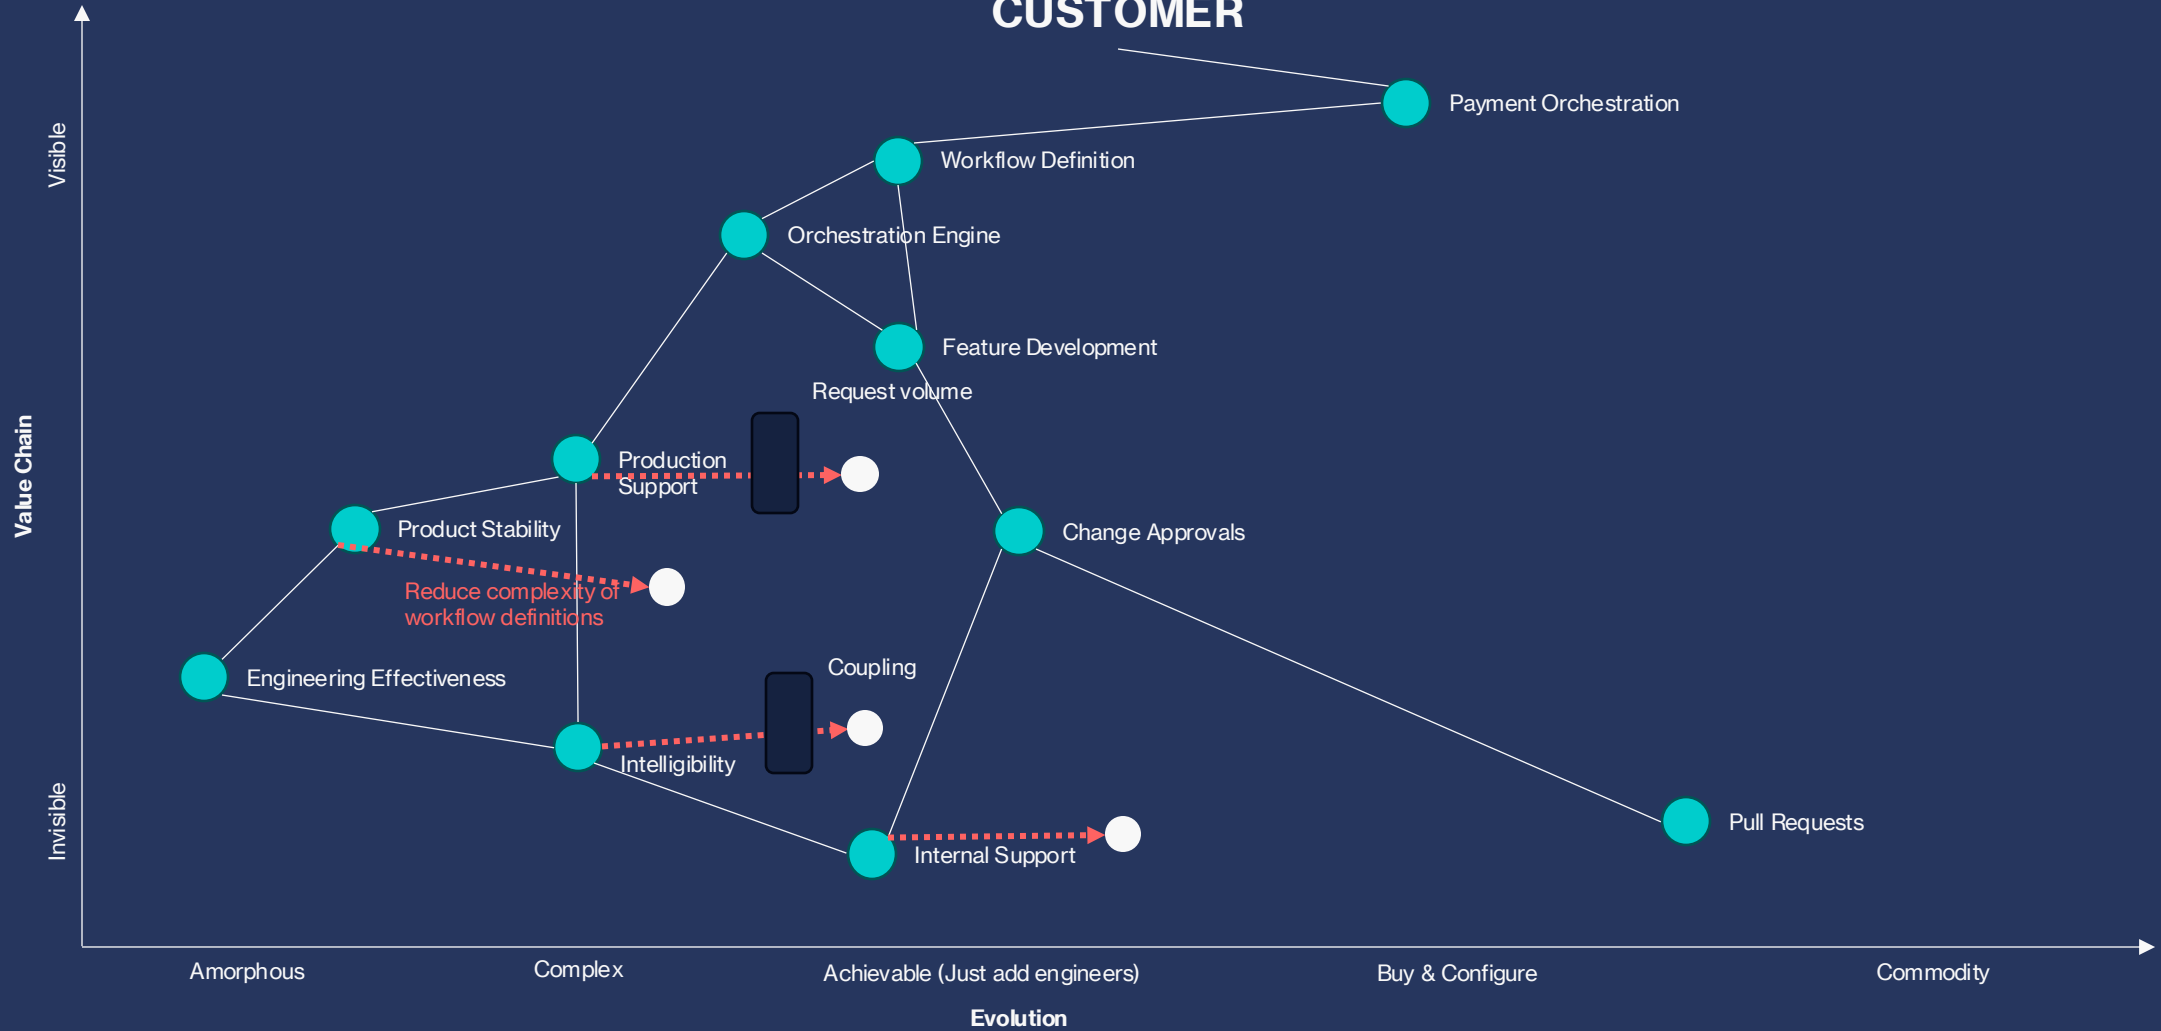 CUSTOMER
Payment Orchestration
Visible
Workflow Definition
Orchestration Engine
Feature Development
Request volume
Production
Support
Value Chain
Product Stability
Change Approvals
Reduce complexity of
workflow definitions
Coupling
Engineering Effectiveness
Intelligibility
Invisible
Pull Requests
Internal Support
Amorphous
Complex
Achievable (Just add engineers)
Buy & Configure
Commodity
Evolution